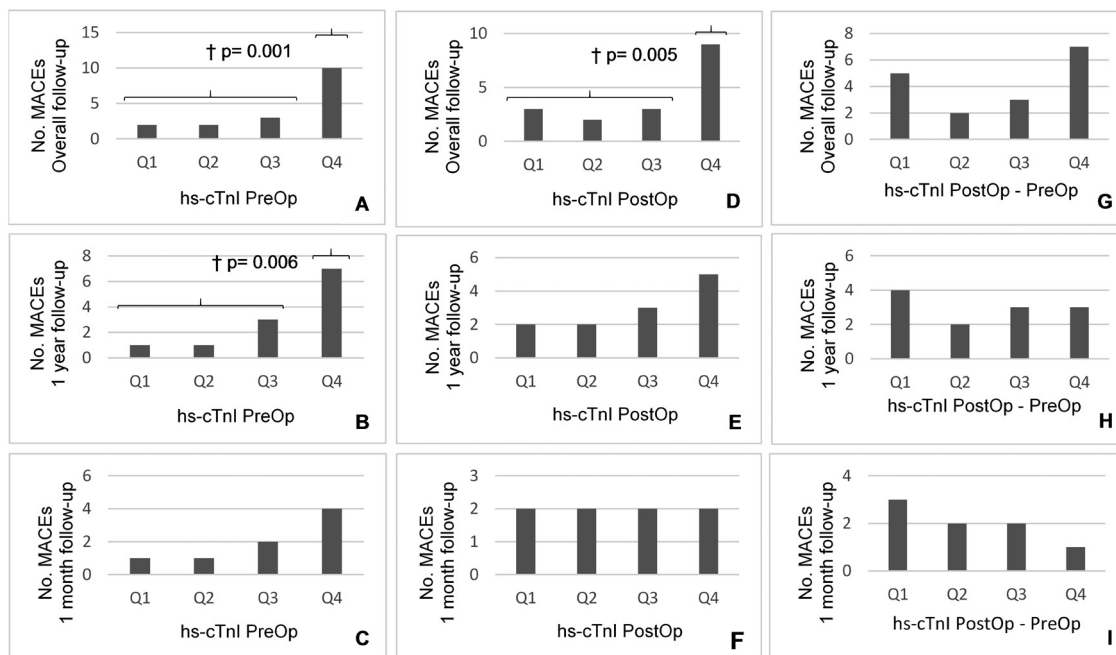 15
10
5
0
No. MACEs
Overall follow-up
† p= 0.001
Q1 Q2 Q3 Q4
hs-cTnI PreOp
A
10
5
0
No. MACEs
Overall follow-up
† p= 0.005
Q1 Q2 Q3 Q4
hs-cTnI PostOp
D
8
6
4
2
0
No. MACEs
Overall follow-up
Q1 Q2 Q3 Q4
hs-cTnI PostOp - PreOp
G
8
6
4
2
0
No. MACEs
1 year follow-up
† p= 0.006
Q1 Q2 Q3 Q4
hs-cTnI PreOp
B
6
4
2
0
No. MACEs
1 year follow-up
Q1 Q2 Q3 Q4
hs-cTnI PostOp
E
6
4
2
0
No. MACEs
1 year follow-up
Q1 Q2 Q3 Q4
hs-cTnI PostOp - PreOp
H
6
4
2
0
No. MACEs
1 month follow-up
Q1 Q2 Q3 Q4
hs-cTnI PreOp
C
3
2
1
0
No. MACEs
1 month follow-up
Q1 Q2 Q3 Q4
hs-cTnI PostOp
F
4
2
0
No. MACEs
1 month follow-up
Q1 Q2 Q3 Q4
hs-cTnI PostOp - PreOp
I